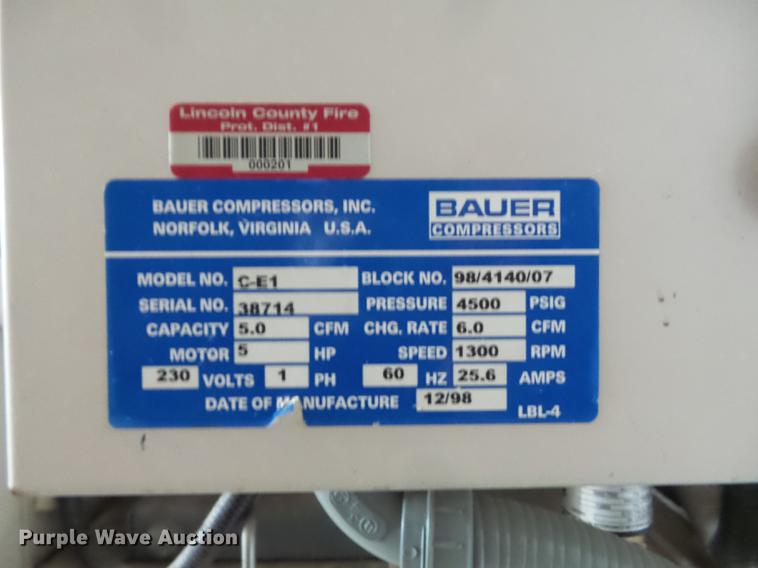 Lincoln County Fire
Prot. Dist. #1
000201
BAUER COMPRESSORS, INC.
NORFOLK, VIRGINIA U.S.A.
BAUER
COMPRESSORS
MODEL NO. C-E1 BLOCK NO. 98/4140/07
SERIAL NO. 38714 PRESSURE 4500 PSIG
CAPACITY 5.0 CFM CHG. RATE 6.0 CFM
MOTOR 5 HP SPEED 1300 RPM
230 VOLTS 1 PH 60 HZ 25.6 AMPS
DATE OF MANUFACTURE 12/98 LBL-4
Purple Wave Auction